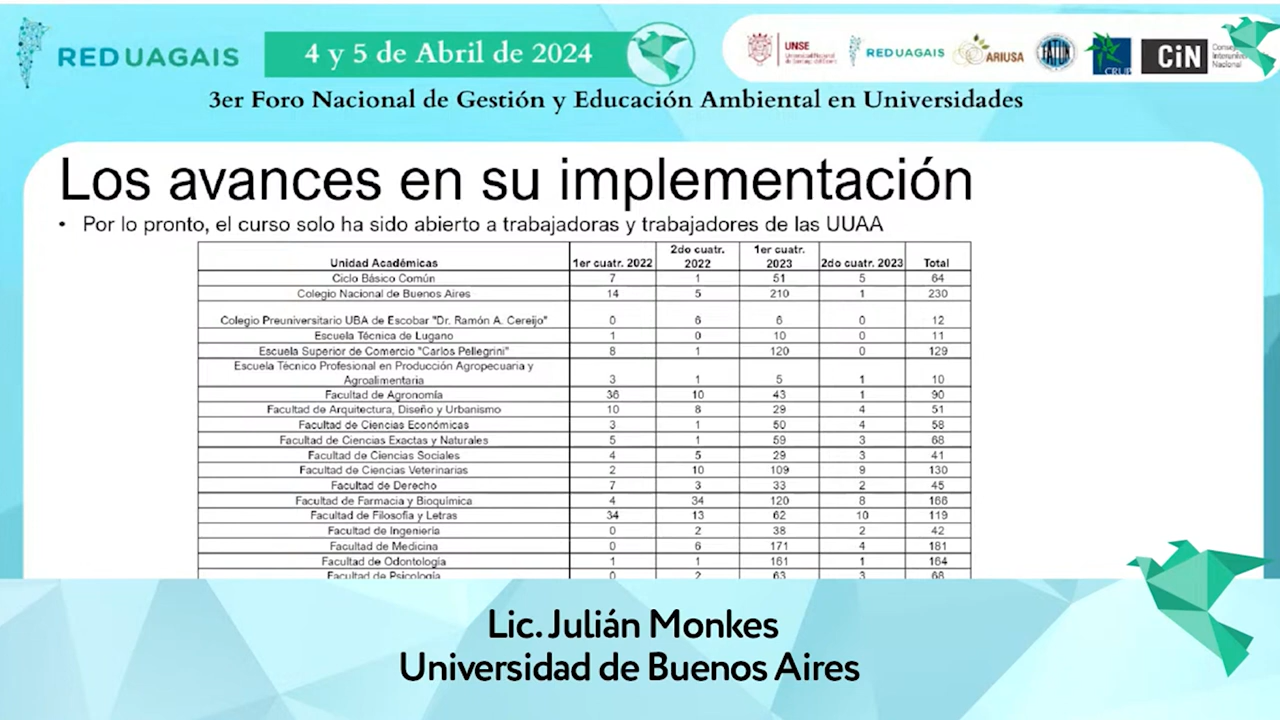 REDUAGAIS
4 y 5 de Abril de 2024
UNSE
REDUAGAIS
ARIUSA
FATUN
CRUP
CiN
3er Foro Nacional de Gestión y Educación Ambiental en Universidades
Los avances en su implementación
• Por lo pronto, el curso solo ha sido abierto a trabajadoras y trabajadores de las UUAA
Unidad Académicas 1er cuatr. 2022 2do cuatr. 2022 1er cuatr. 2023 2do cuatr. 2023 Total
Ciclo Básico Común 7 1 51 5 64
Colegio Nacional de Buenos Aires 14 5 210 1 230
Colegio Preuniversitario UBA de Escobar "Dr. Ramón A. Cereijo" 0 6 6 0 12
Escuela Técnica de Lugano 1 0 10 0 11
Escuela Superior de Comercio "Carlos Pellegrini" 8 1 120 0 129
Escuela Técnico Profesional en Producción Agropecuaria y
Agroalimentaria 3 1 5 1 10
Facultad de Agronomía 36 10 43 1 90
Facultad de Arquitectura, Diseño y Urbanismo 10 8 29 4 51
Facultad de Ciencias Económicas 3 1 50 4 58
Facultad de Ciencias Exactas y Naturales 5 1 59 3 68
Facultad de Ciencias Sociales 4 5 29 3 41
Facultad de Ciencias Veterinarias 2 10 109 9 130
Facultad de Derecho 7 3 33 2 45
Facultad de Farmacia y Bioquímica 4 34 120 8 166
Facultad de Filosofía y Letras 34 13 62 10 119
Facultad de Ingeniería 0 2 38 2 42
Facultad de Medicina 0 6 171 4 181
Facultad de Odontología 1 1 161 1 164
Facultad de Psicología 0 2 63 3 68
Lic. Julián Monkes
Universidad de Buenos Aires